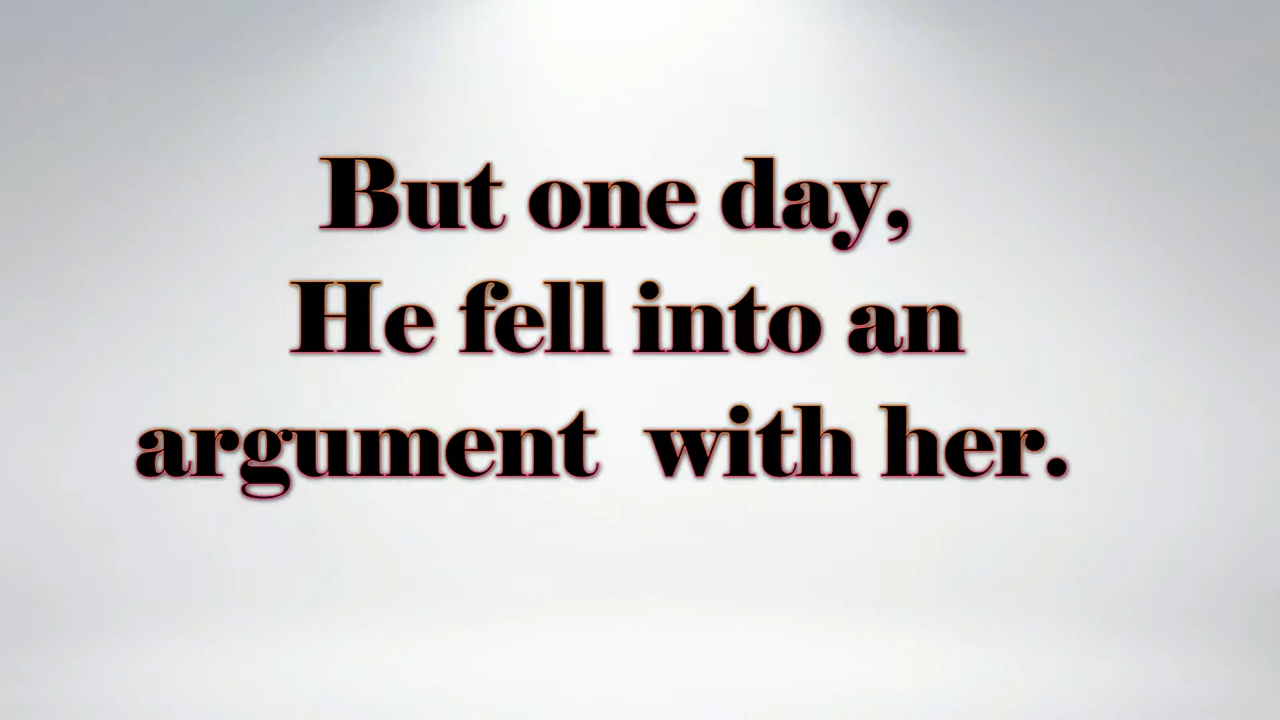 But one day,
He fell into an
argument  with her.